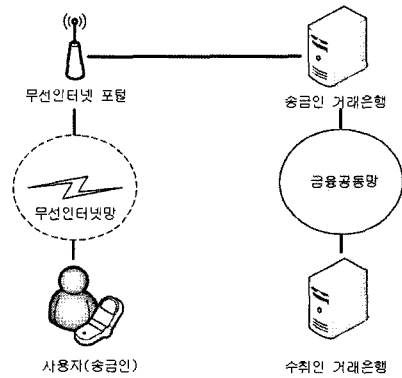 무선인터넷 포털
송금인 거래은행
무선인터넷망
금융공동망
사용자(송금인)
수취인 거래은행